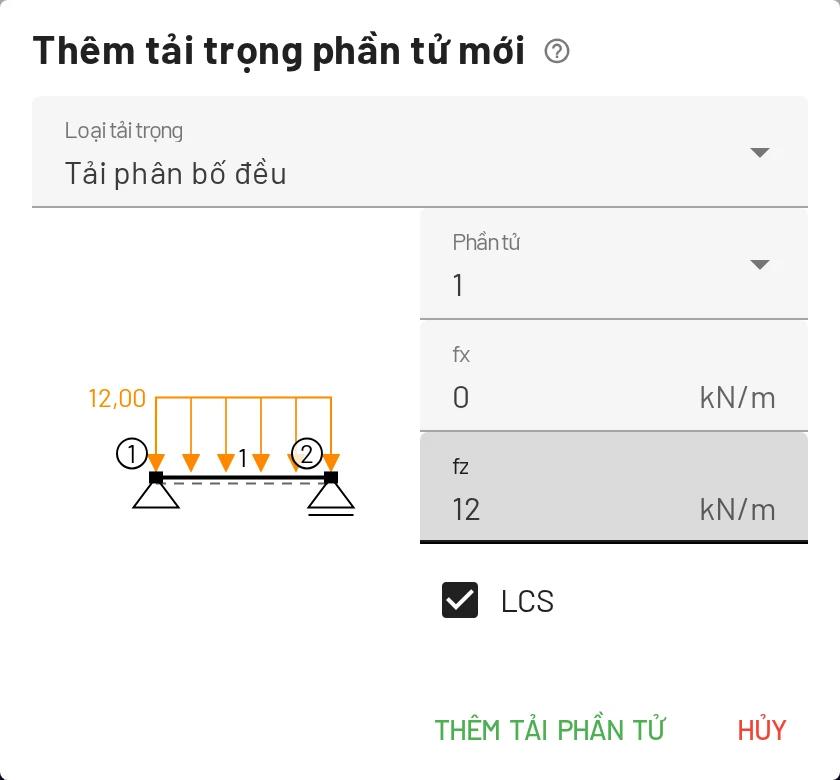 Thêm tải trọng phần tử mới ?
Loại tải trọng
Tải phân bố đều
Phần tử
1
fx
0 kN/m
12,00
1 1 2
fz
12 kN/m
LCS
THÊM TẢI PHẦN TỬ HỦY